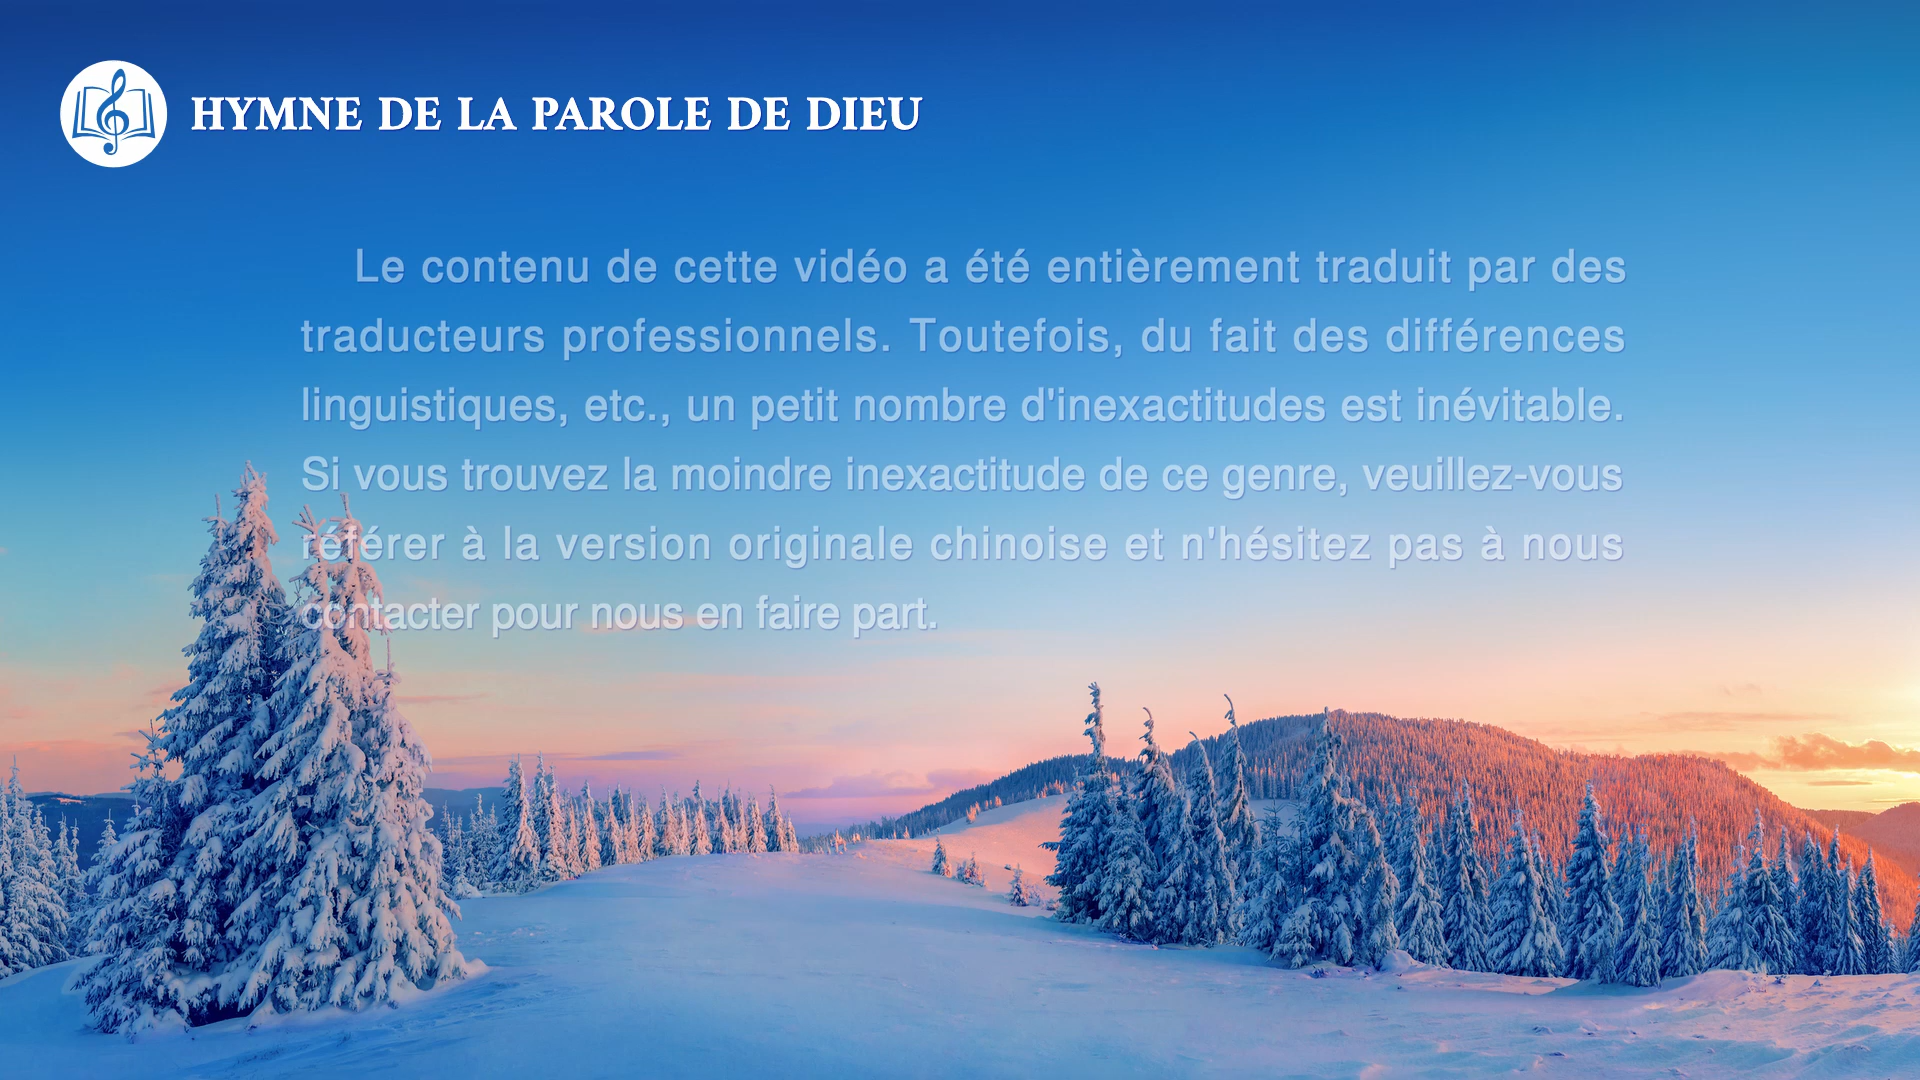 HYMNE DE LA PAROLE DE DIEU
Le contenu de cette vidéo a été entièrement traduit par des
traducteurs professionnels. Toutefois, du fait des différences
linguistiques, etc., un petit nombre d'inexactitudes est inévitable.
Si vous trouvez la moindre inexactitude de ce genre, veuillez-vous
référer à la version originale chinoise et n'hésitez pas à nous
contacter pour nous en faire part.